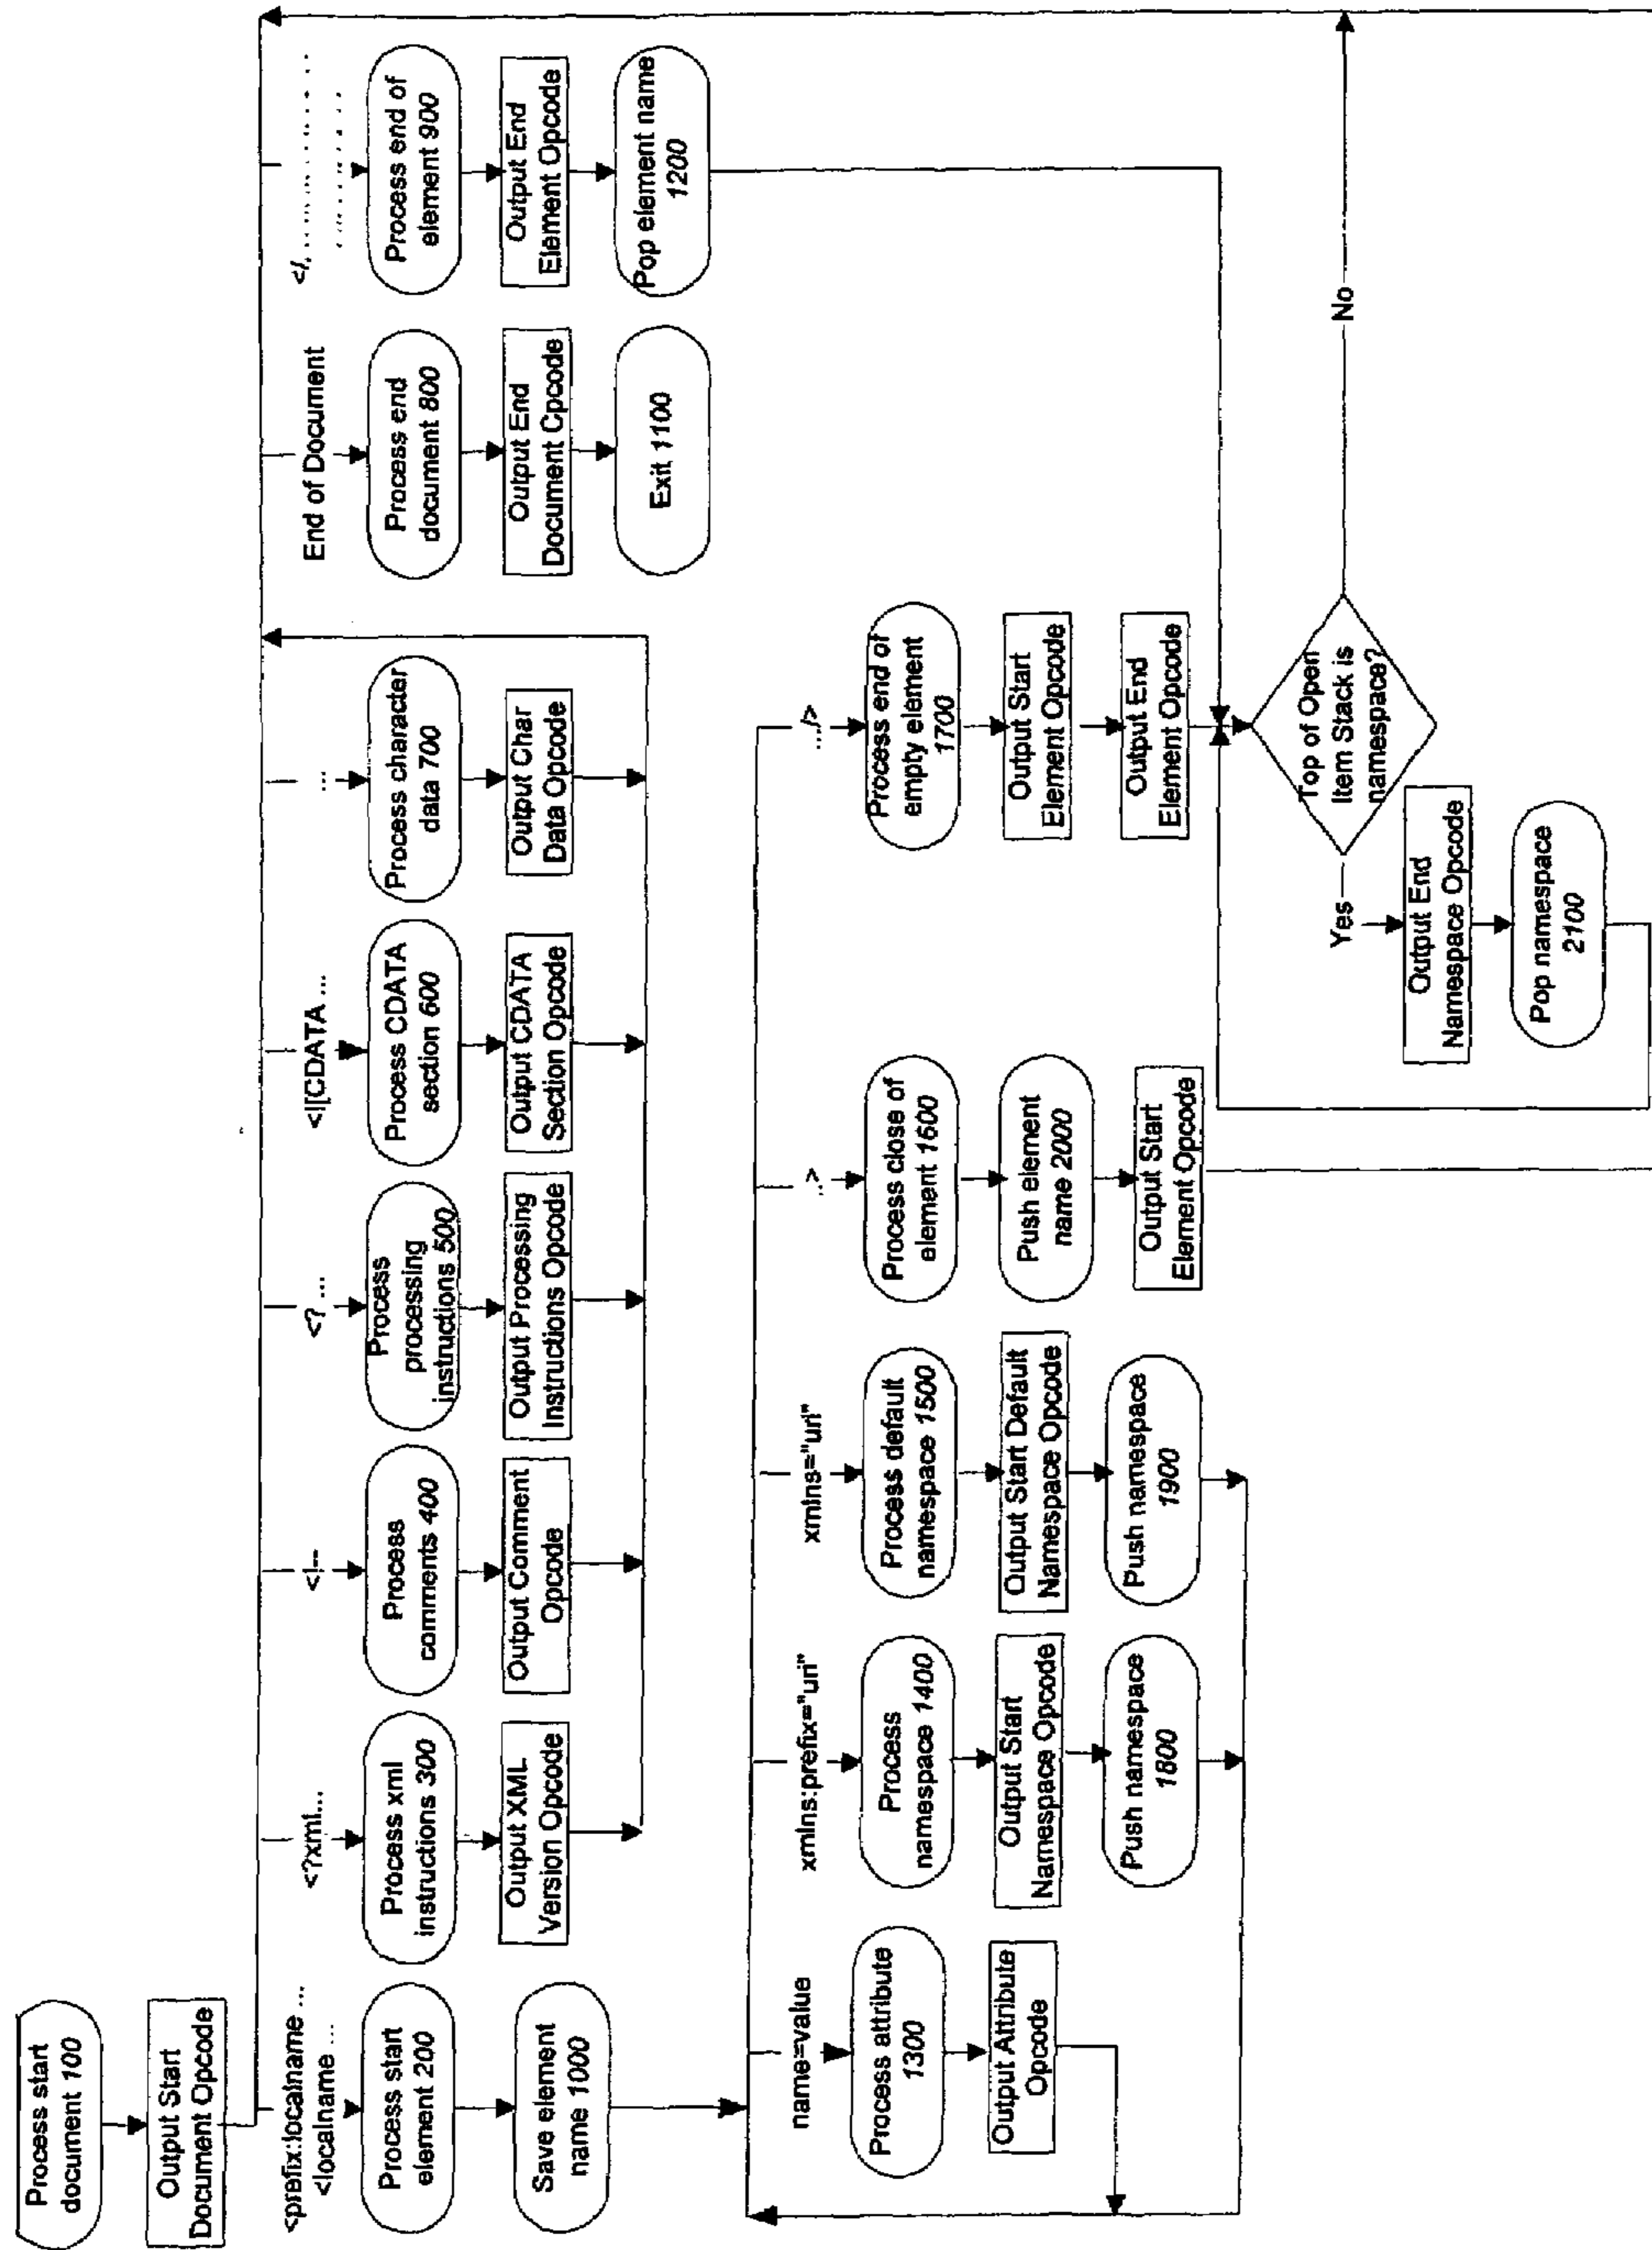 Process start
document 100
Output Start
Document Opcode
<prefix:localname ...
<localname ...
Process start
element 200
Save element
name 1000
<?xml...
Process xml
instructions 300
Output XML
Version Opcode
<!--
Process
comments 400
Output Comment
Opcode
<? ...
Process
processing
instructions 500
Output Processing
Instructions Opcode
<![CDATA ...
Process CDATA
section 600
Output CDATA
Section Opcode
...
Process character
data 700
Output Char
Data Opcode
End of Document
Process end
document 800
Output End
Document Cpcode
Exit 1100
</
Process end of
element 900
Output End
Element Opcode
Pop element name
1200
name=value
Process attribute
1300
Output Attribute
Opcode
xmlns:prefix="uri"
Process
namespace 1400
Output Start
Namespace Opcode
Push namespace
1800
xmlns="uri"
Process default
namespace 1500
Output Start Default
Namespace Opcode
Push namespace
1900
..>
Process close of
element 1600
Push element
name 2000
Output Start
Element Opcode
.../>
Process end of
empty element
1700
Output Start
Element Opcode
Output End
Element Opcode
Top of Open
Item Stack is
namespace?
No
Yes
Output End
Namespace Opcode
Pop namespace
2100